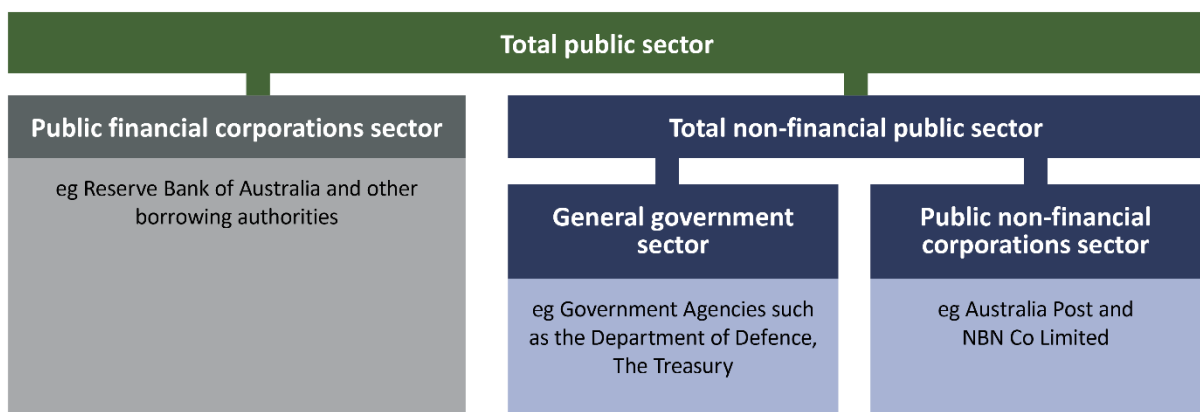 Total public sector
Public financial corporations sector
eg Reserve Bank of Australia and other
borrowing authorities
Total non-financial public sector
General government
sector
eg Government Agencies such
as the Department of Defence,
The Treasury
Public non-financial
corporations sector
eg Australia Post and
NBN Co Limited